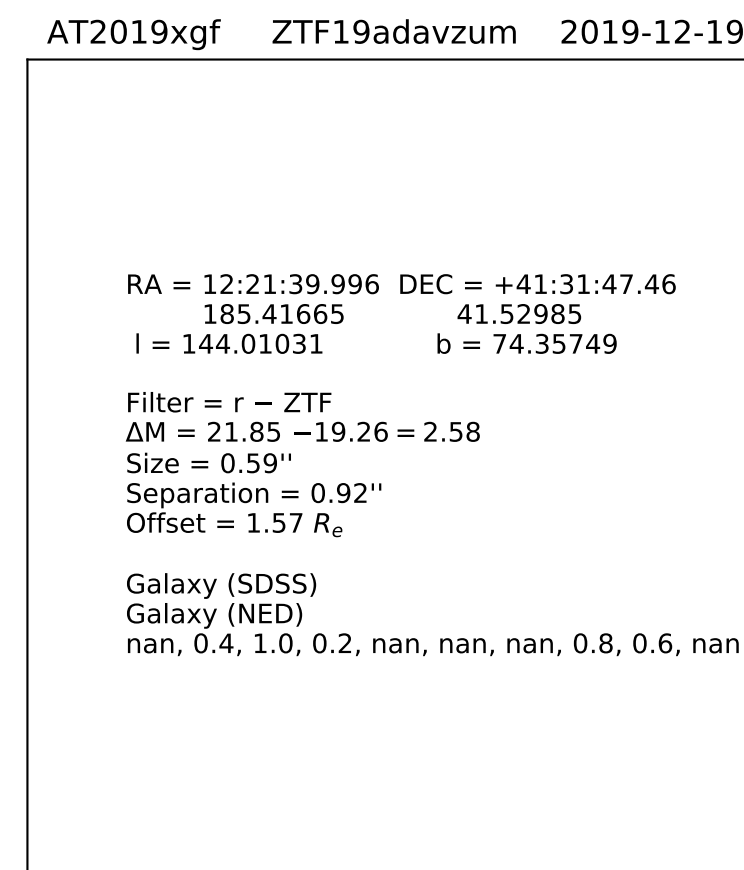 AT2019xgf ZTF19adavzum 2019-12-19
RA = 12:21:39.996 DEC = +41:31:47.46
185.41665 41.52985
l = 144.01031 b = 74.35749
Filter = r − ZTF
ΔM = 21.85 −19.26 = 2.58
Size = 0.59''
Separation = 0.92''
Offset = 1.57 Re
Galaxy (SDSS)
Galaxy (NED)
nan, 0.4, 1.0, 0.2, nan, nan, nan, 0.8, 0.6, nan